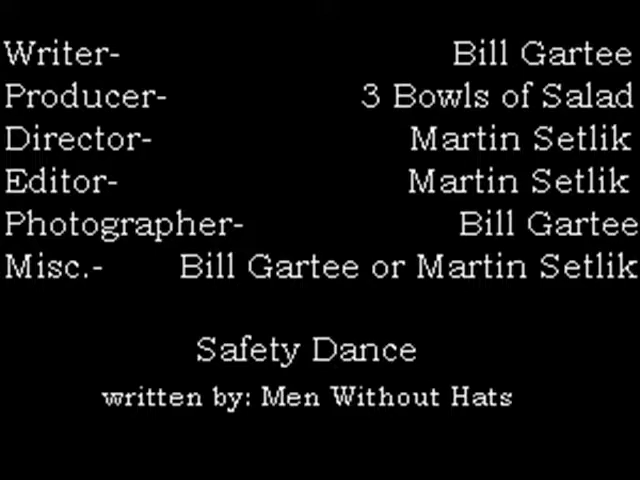 Writer- Bill Gartee
Producer- 3 Bowls of Salad
Director- Martin Setlik
Editor- Martin Setlik
Photographer- Bill Gartee
Misc.- Bill Gartee or Martin Setlik
Safety Dance
written by: Men Without Hats